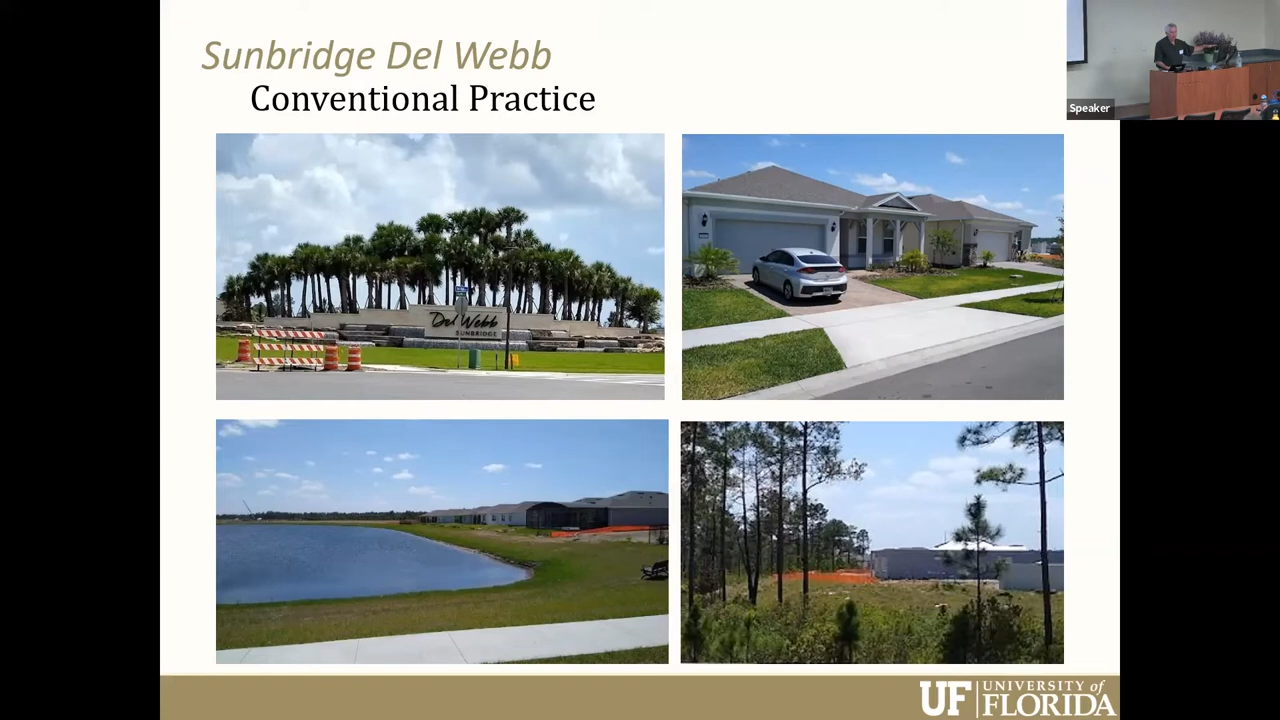 Sunbridge Del Webb
Conventional Practice
Speaker
Del Webb
SUNBRIDGE
UF UNIVERSITY of
FLORIDA